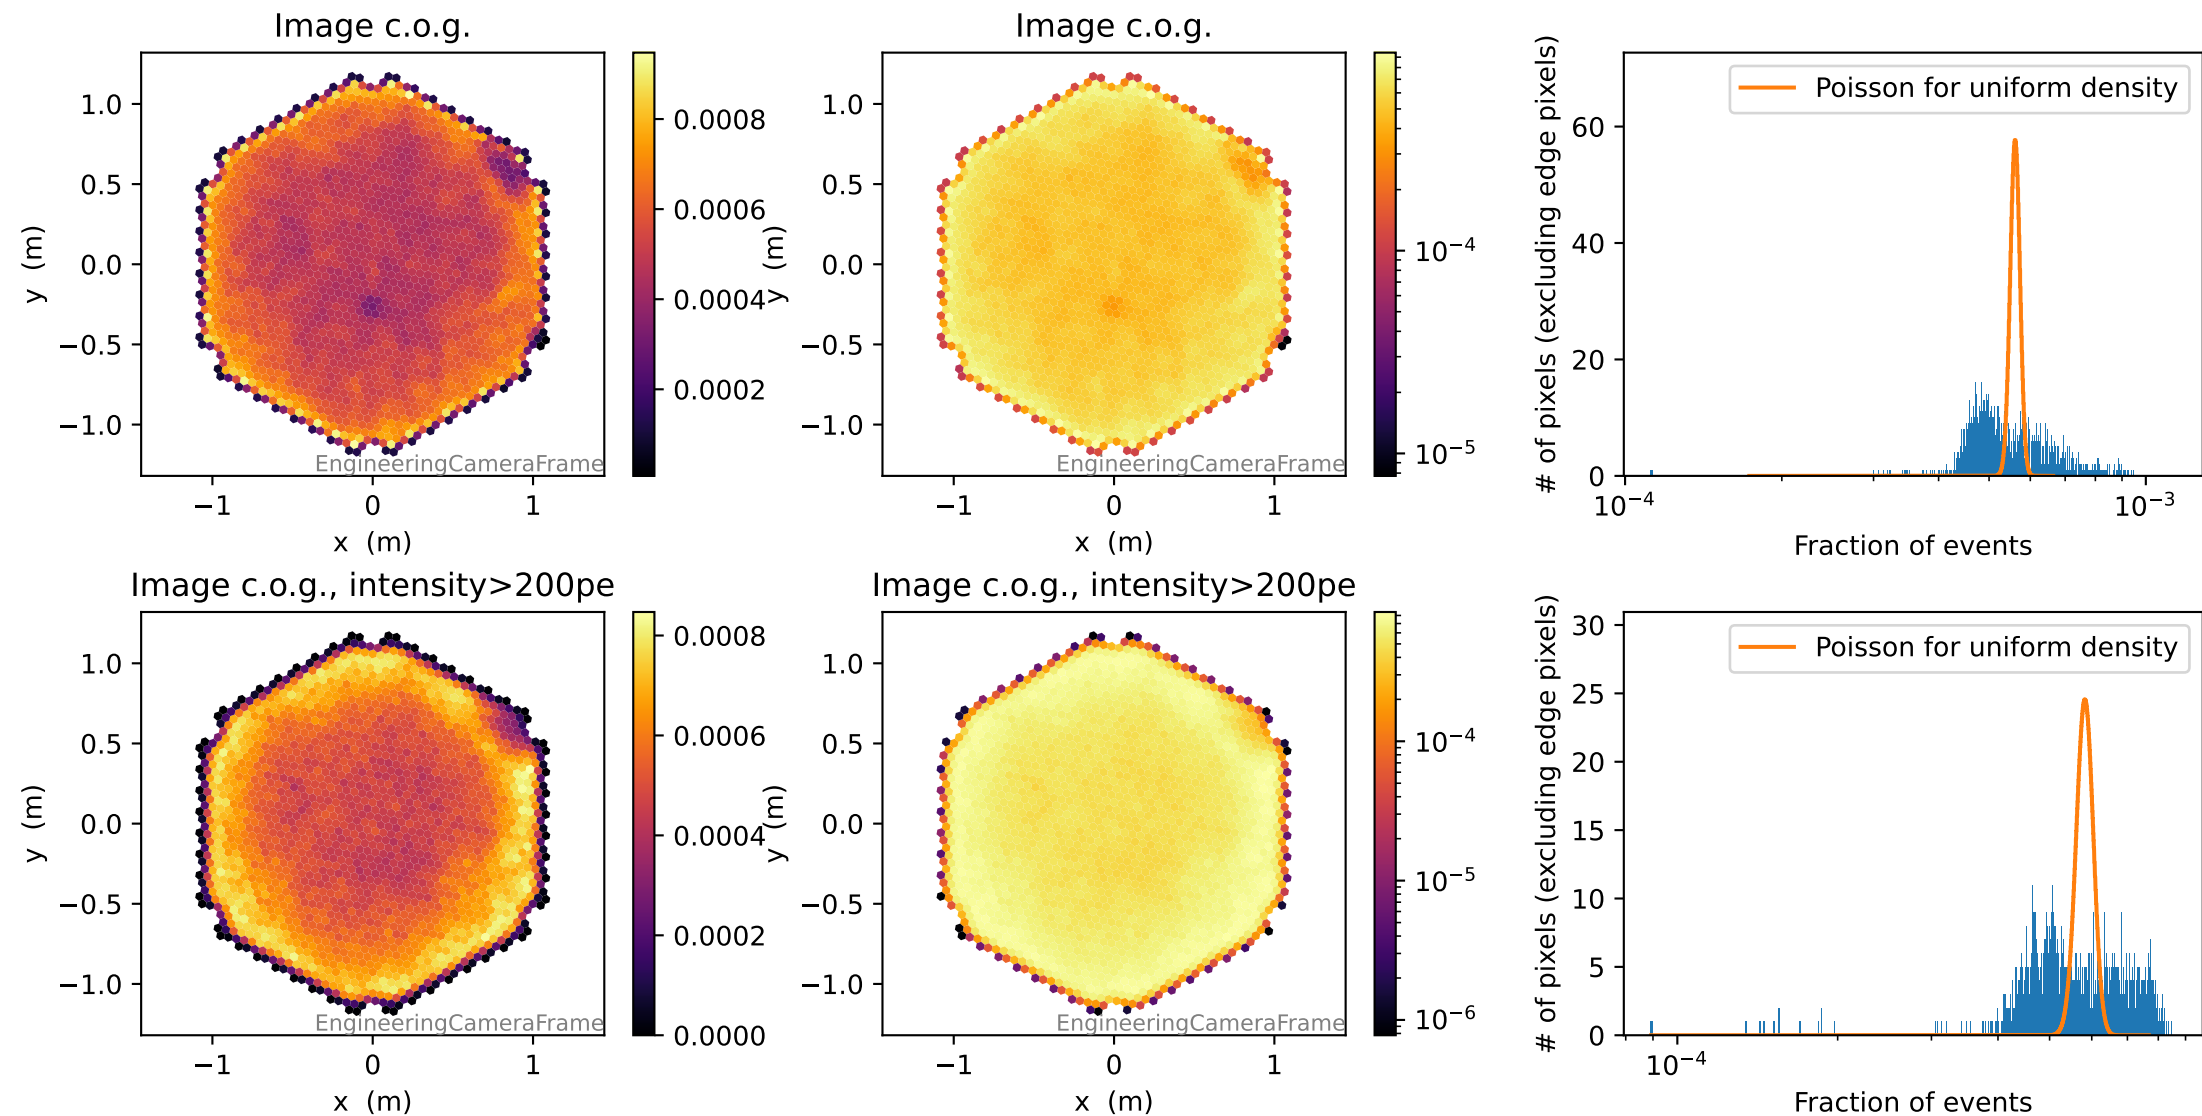 Image c.o.g.
1.0
0.5
0.0
−0.5
−1.0
y (m)
−1
0
1
x (m)
EngineeringCameraFrame
0.0008
0.0006
0.0004
0.0002
Image c.o.g.
1.0
0.5
0.0
−0.5
−1.0
y (m)
−1
0
1
x (m)
EngineeringCameraFrame
10⁻⁴
10⁻⁵
# of pixels (excluding edge pixels)
60
40
20
0
Poisson for uniform density
10⁻⁴
10⁻³
Fraction of events
Image c.o.g., intensity>200pe
1.0
0.5
0.0
−0.5
−1.0
y (m)
−1
0
1
x (m)
EngineeringCameraFrame
0.0008
0.0006
0.0004
0.0002
0.0000
Image c.o.g., intensity>200pe
1.0
0.5
0.0
−0.5
−1.0
y (m)
−1
0
1
x (m)
EngineeringCameraFrame
10⁻⁴
10⁻⁵
10⁻⁶
# of pixels (excluding edge pixels)
30
25
20
15
10
5
0
Poisson for uniform density
10⁻⁴
Fraction of events